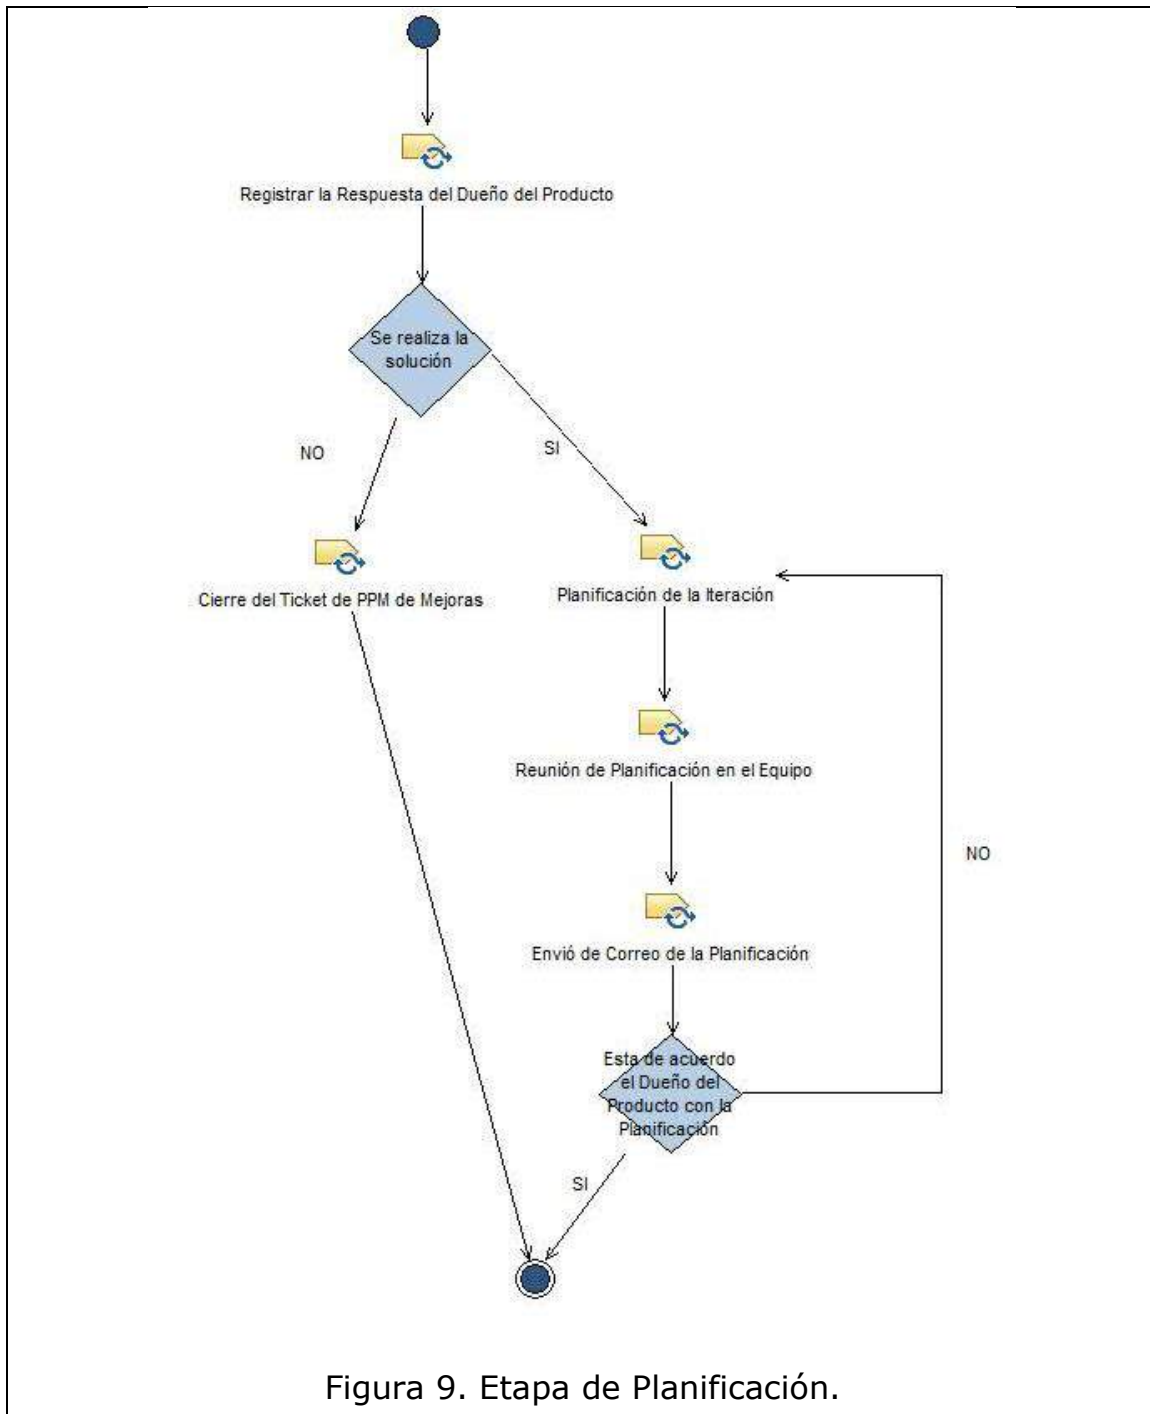 Registrar la Respuesta del Dueño del Producto
Se realiza la
solución
NO
SI
Cierre del Ticket de PPM de Mejoras
Planificación de la Iteración
Reunión de Planificación en el Equipo
NO
Envió de Correo de la Planificación
Esta de acuerdo
el Dueño del
Producto con la
Planificación
SI
Figura 9. Etapa de Planificación.